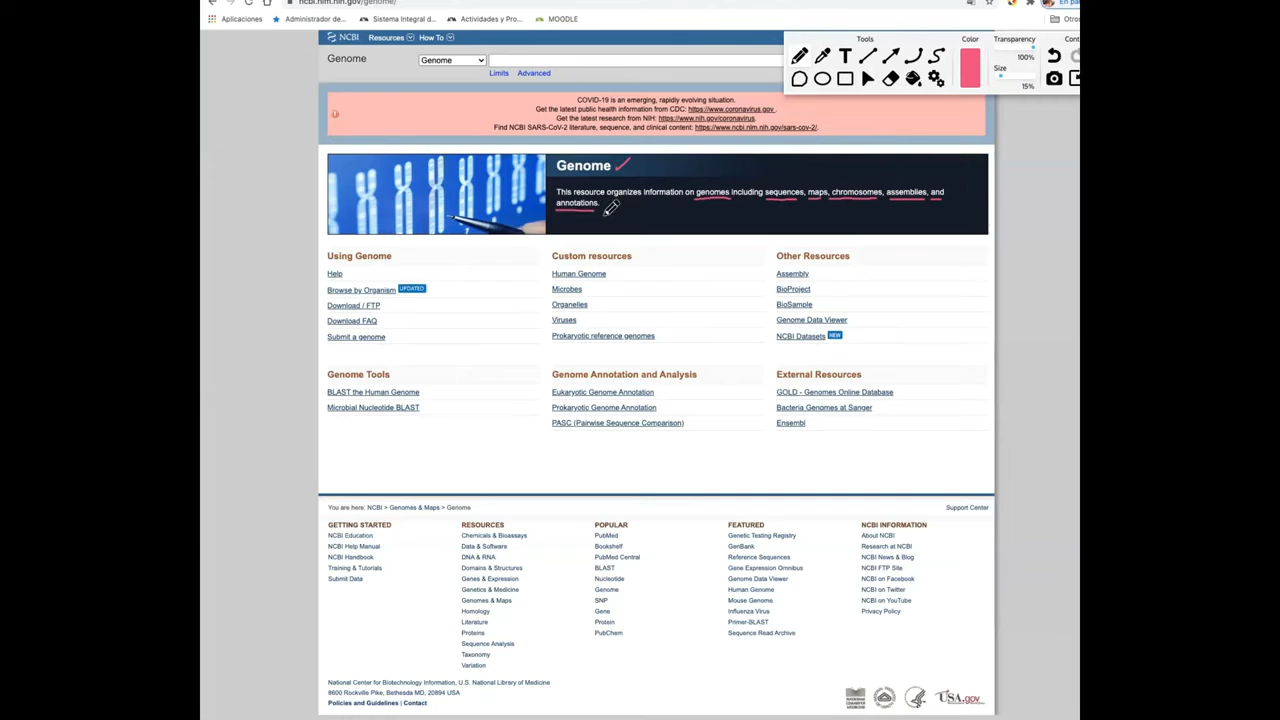 ncbi.nlm.nih.gov/genome/
Aplicaciones
Administrador de...
Sistema Integral d...
Actividades y Pro...
MOODLE
Otros
NCBI Resources How To
Genome
Genome
Limits Advanced
Tools
Color
Transparency
100%
Size
15%
COVID-19 is an emerging, rapidly evolving situation.
Get the latest public health information from CDC: https://www.coronavirus.gov .
Get the latest research from NIH: https://www.nih.gov/coronavirus.
Find NCBI SARS-CoV-2 literature, sequence, and clinical content: https://www.ncbi.nlm.nih.gov/sars-cov-2/.
Genome
This resource organizes information on genomes including sequences, maps, chromosomes, assemblies, and
annotations.
Using Genome
Help
Browse by Organism UPDATED
Download / FTP
Download FAQ
Submit a genome
Custom resources
Human Genome
Microbes
Organelles
Viruses
Prokaryotic reference genomes
Other Resources
Assembly
BioProject
BioSample
Genome Data Viewer
NCBI Datasets NEW
Genome Tools
BLAST the Human Genome
Microbial Nucleotide BLAST
Genome Annotation and Analysis
Eukaryotic Genome Annotation
Prokaryotic Genome Annotation
PASC (Pairwise Sequence Comparison)
External Resources
GOLD - Genomes Online Database
Bacteria Genomes at Sanger
Ensembl
You are here: NCBI > Genomes & Maps > Genome
Support Center
GETTING STARTED
NCBI Education
NCBI Help Manual
NCBI Handbook
Training & Tutorials
Submit Data
RESOURCES
Chemicals & Bioassays
Data & Software
DNA & RNA
Domains & Structures
Genes & Expression
Genetics & Medicine
Genomes & Maps
Homology
Literature
Proteins
Sequence Analysis
Taxonomy
Variation
POPULAR
PubMed
Bookshelf
PubMed Central
BLAST
Nucleotide
Genome
SNP
Gene
Protein
PubChem
FEATURED
Genetic Testing Registry
GenBank
Reference Sequences
Gene Expression Omnibus
Genome Data Viewer
Human Genome
Mouse Genome
Influenza Virus
Primer-BLAST
Sequence Read Archive
NCBI INFORMATION
About NCBI
Research at NCBI
NCBI News & Blog
NCBI FTP Site
NCBI on Facebook
NCBI on Twitter
NCBI on YouTube
Privacy Policy
National Center for Biotechnology Information, U.S. National Library of Medicine
8600 Rockville Pike, Bethesda MD, 20894 USA
Policies and Guidelines | Contact
USA.gov